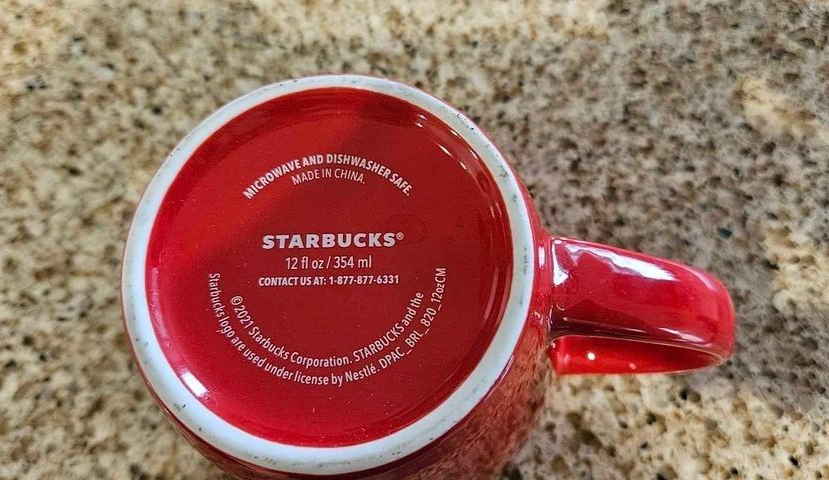 MICROWAVE AND DISHWASHER SAFE.
MADE IN CHINA.
STARBUCKS®
12 fl oz / 354 ml
CONTACT US AT: 1-877-877-6331
©2021 Starbucks Corporation. STARBUCKS and the
Starbucks logo are used under license by Nestlé. DPAC_BRL_820_12ozCM